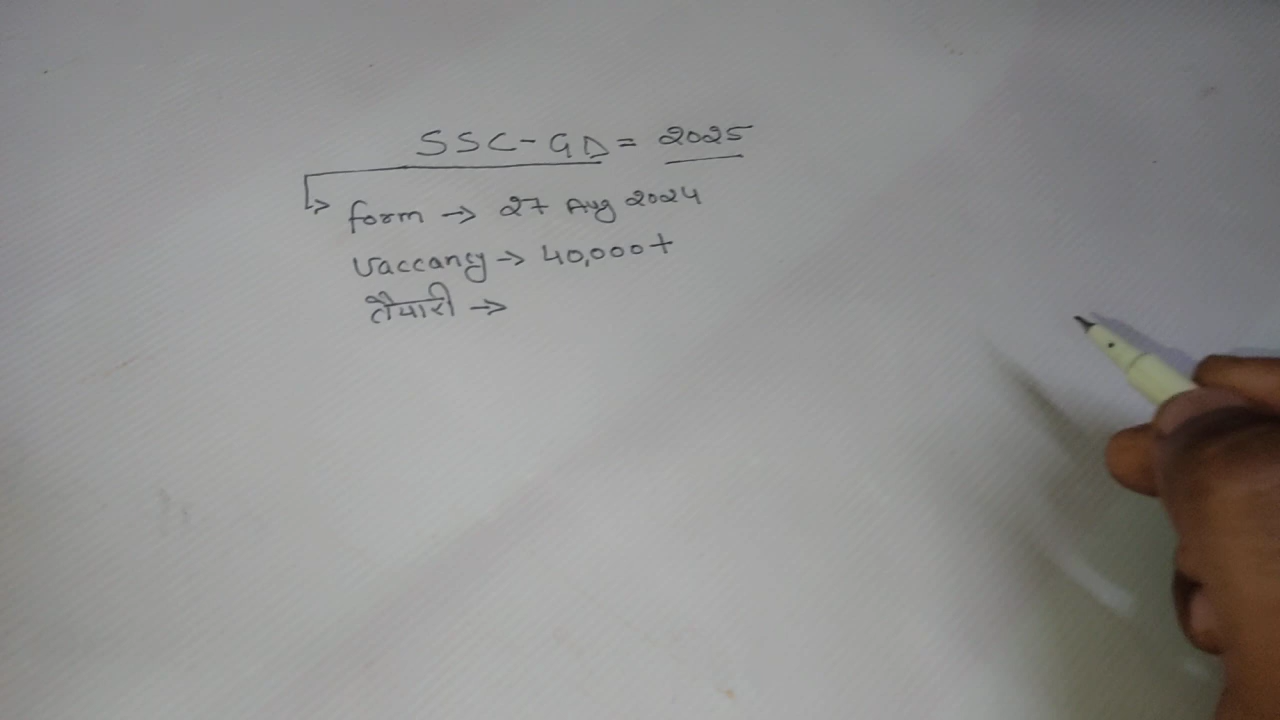 SSC-GD = 2025
form → 27 Aug 2024
Vaccancy → 40,000+
तैयारी →